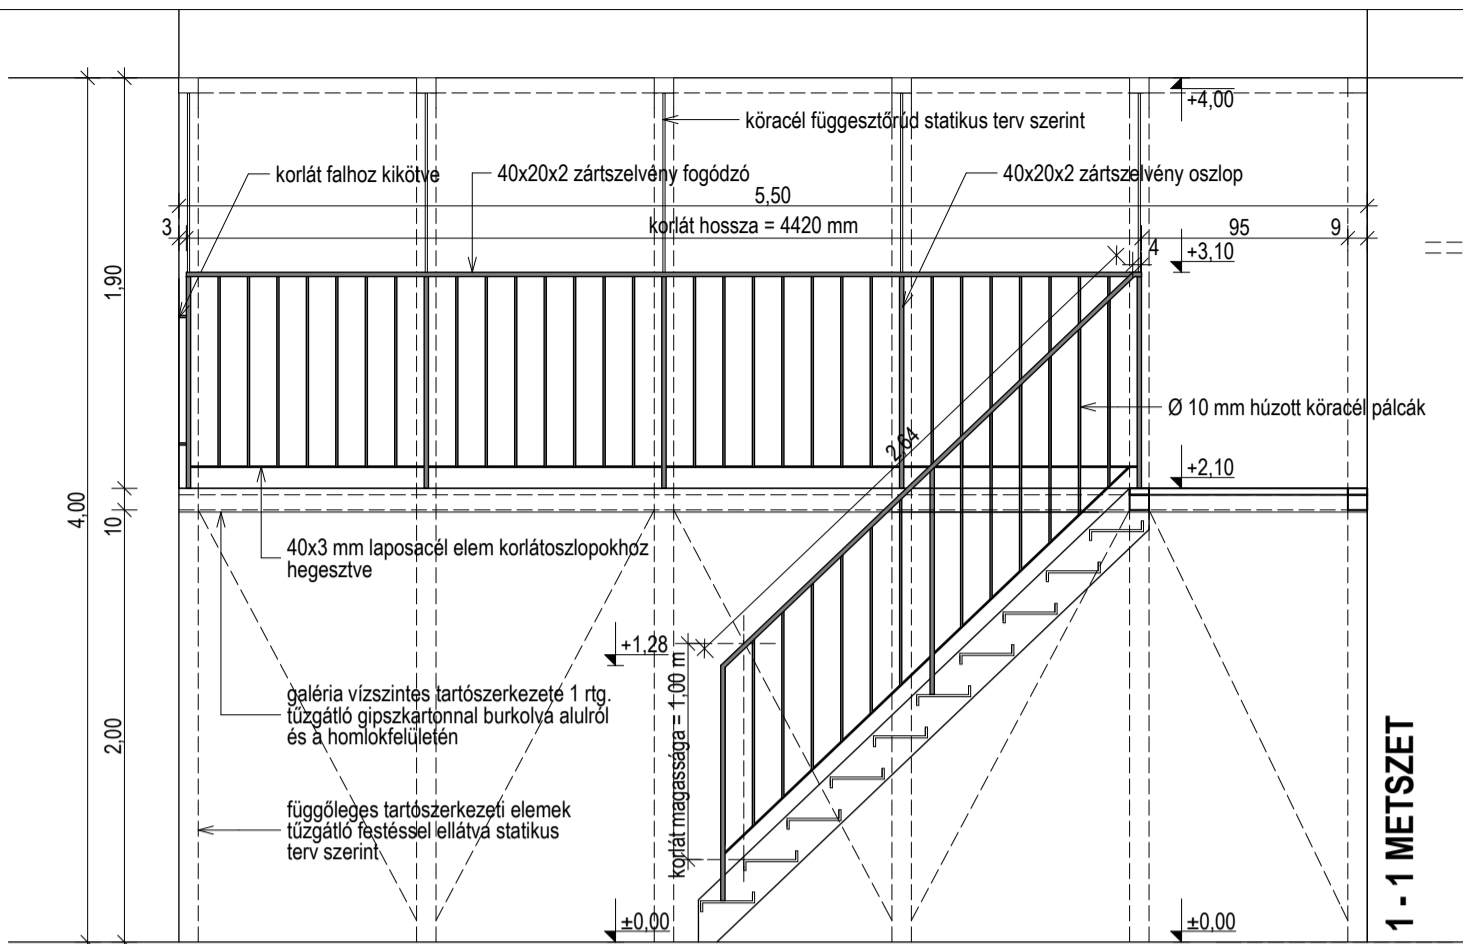 +4,00
köracél függesztőrúd statikus terv szerint
korlát falhoz kikötve
40x20x2 zártszelvény fogódzó
40x20x2 zártszelvény oszlop
5,50
3
korlát hossza = 4420 mm
95
9
4
+3,10
1,90
2,64
Ø 10 mm húzott köracél pálcák
+2,10
4,00
10
40x3 mm laposacél elem korlátoszlopokhoz
hegesztve
+1,28
korlát magassága = 1,00 m
galéria vízszintes tartószerkezete 1 rtg.
tűzgátló gipszkartonnal burkolva alulról
és a homlokfelületén
2,00
függőleges tartószerkezeti elemek
tűzgátló festéssel ellátva statikus
terv szerint
±0,00
±0,00
1 - 1 METSZET